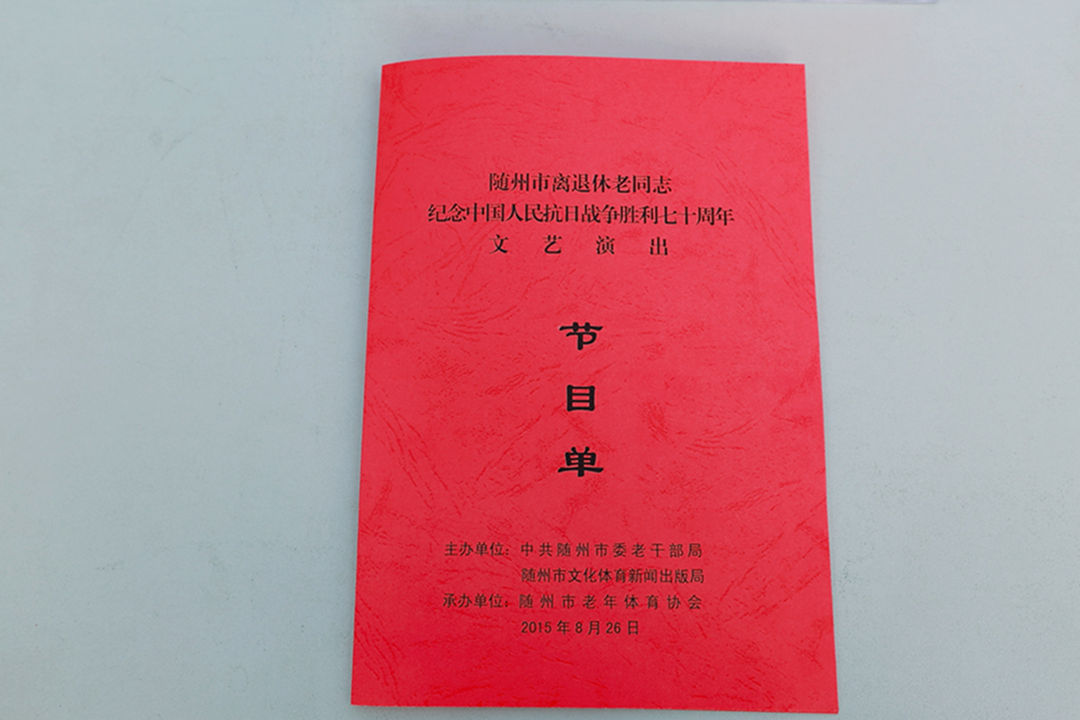 随州市离退休老同志
纪念中国人民抗日战争胜利七十周年
文艺演出
节
目
单
主办单位：中共随州市委老干部局
随州市文化体育新闻出版局
承办单位：随州市老年体育协会
2015年8月26日